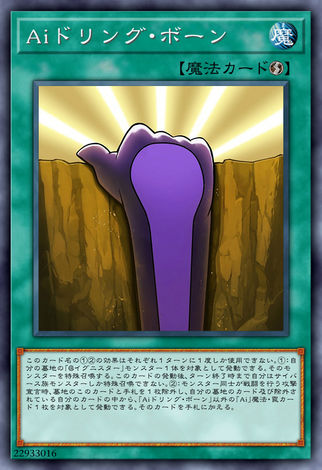 Aiドリング・ボーン
魔
【魔法カード】
このカード名の①②の効果はそれぞれ1ターンに1度しか使用できない。①：自
分の墓地の「@イグニスター」モンスター1体を対象として発動できる。そのモ
ンスターを特殊召喚する。このカードの発動後、ターン終了時まで自分はサイバー
ス族モンスターしか特殊召喚できない。②：モンスター同士が戦闘を行う攻撃
宣言時、墓地のこのカードと手札を1枚除外し、自分の墓地のカード及び除外さ
れている自分のカードの中から、「Aiドリング・ボーン」以外の「Ai」魔法・罠カー
ド1枚を対象として発動できる。そのカードを手札に加える。
22933016